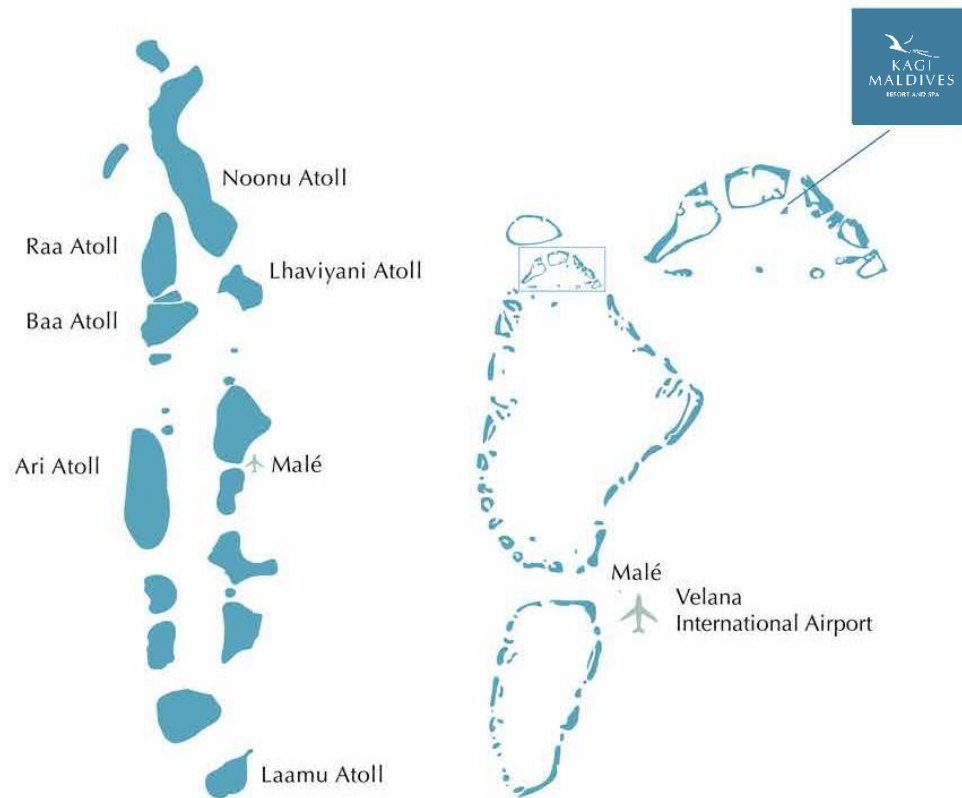 KAGI
MALDIVES
RESORT AND SPA
Noonu Atoll
Raa Atoll
Lhaviyani Atoll
Baa Atoll
Ari Atoll
Malé
Malé
Velana
International Airport
Laamu Atoll